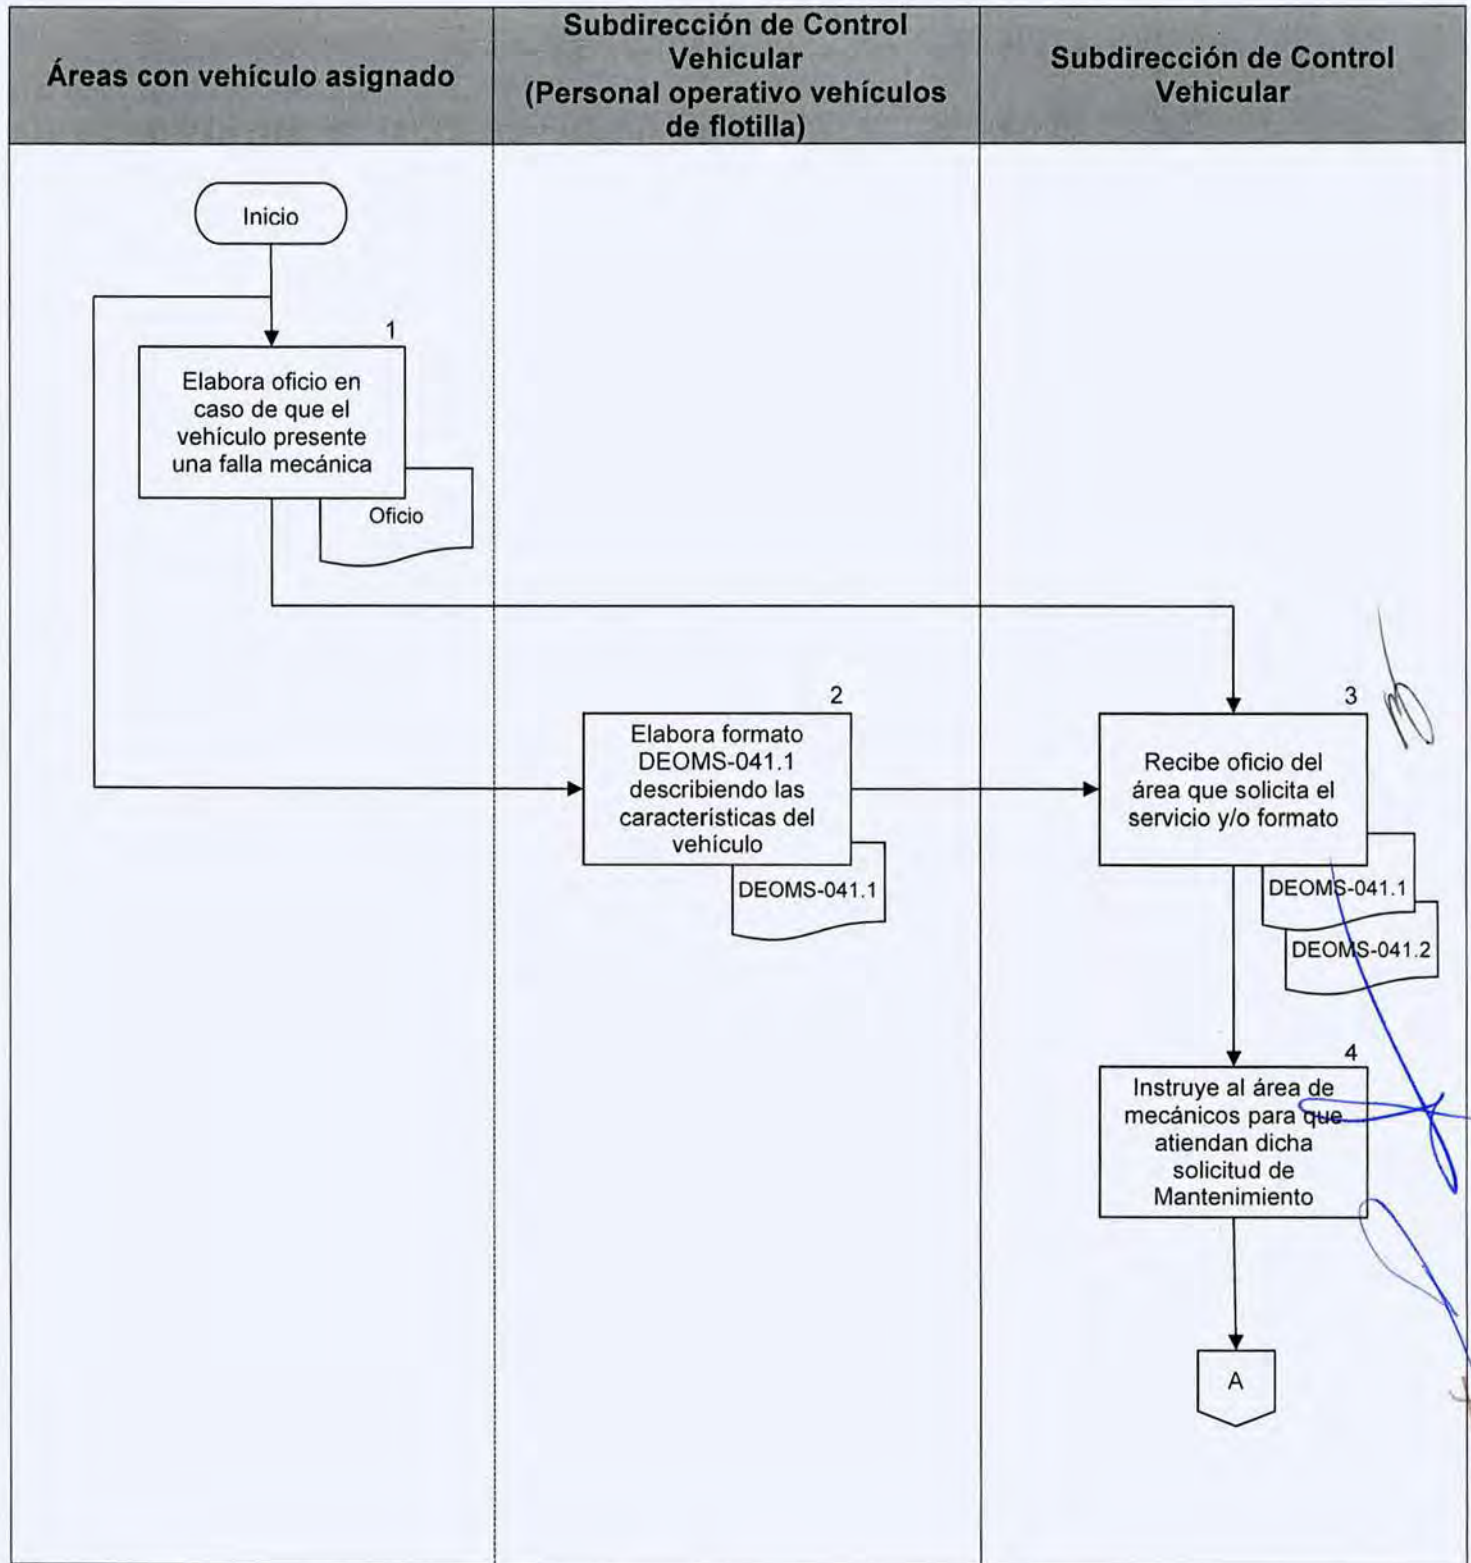 Áreas con vehículo asignado
Subdirección de Control
Vehicular
(Personal operativo vehículos
de flotilla)
Subdirección de Control
Vehicular
Inicio
1
Elabora oficio en
caso de que el
vehículo presente
una falla mecánica
Oficio
2
Elabora formato
DEOMS-041.1
describiendo las
caracteristicas del
vehículo
DEOMS-041.1
3
Recibe oficio del
área que solicita el
servicio y/o formato
DEOMS-041.1
DEOMS-041.2
4
Instruye al área de
mecánicos para que
atiendan dicha
solicitud de
Mantenimiento
A